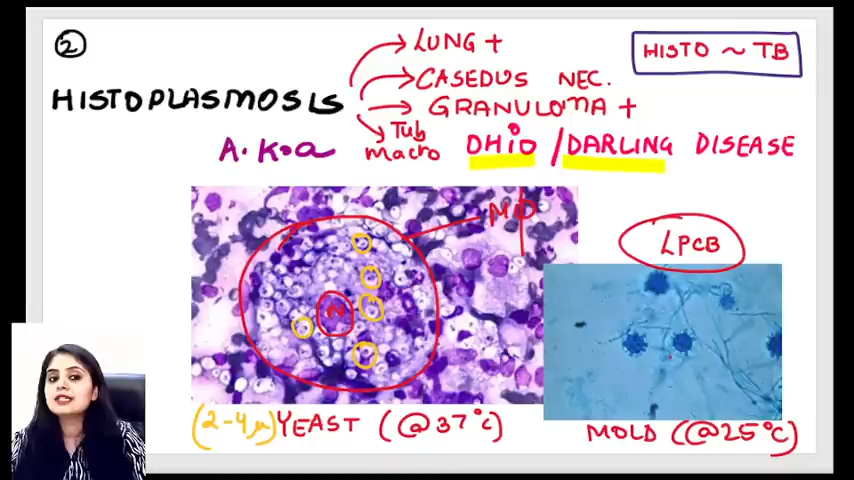 2
LUNG +
HISTO ~ TB
CASEOUS NEC.
HISTOPLASMOSIS
GRANULOMA +
Tub
macro
A.K.a
OHiO / DARLING DISEASE
MØ
LPCB
N
(2-4μ) YEAST (@37°C)
MOLD (@25°C)